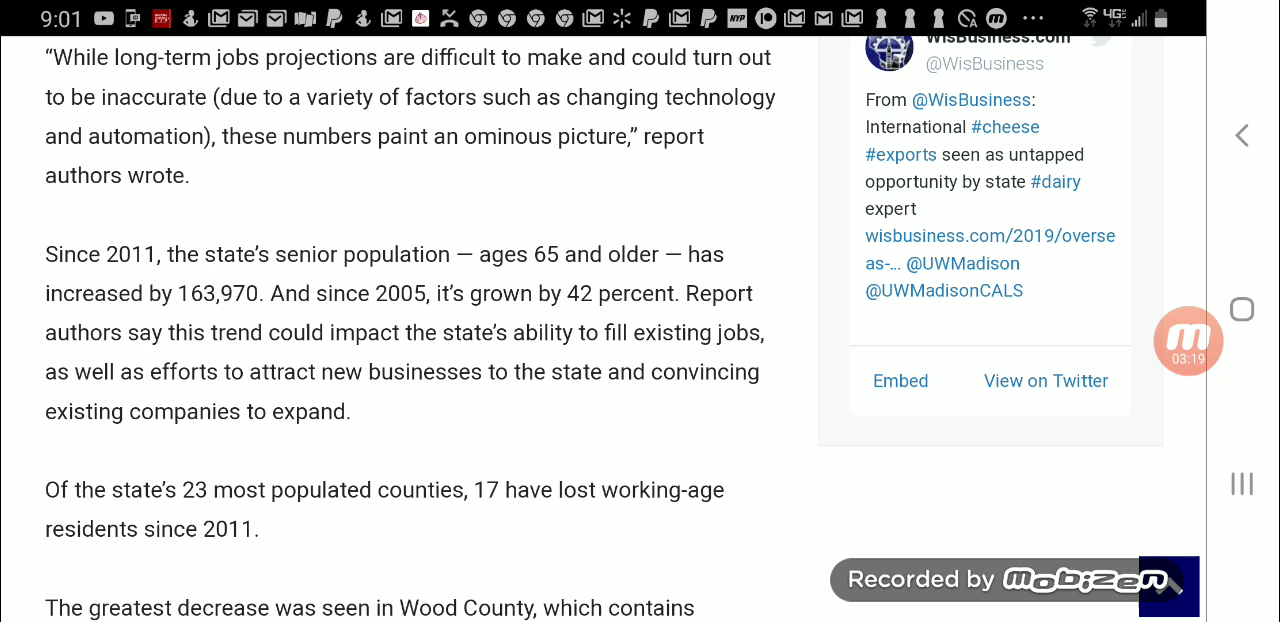 9:01
NYP
4G
“While long-term jobs projections are difficult to make and could turn out
to be inaccurate (due to a variety of factors such as changing technology
and automation), these numbers paint an ominous picture,” report
authors wrote.
Since 2011, the state’s senior population — ages 65 and older — has
increased by 163,970. And since 2005, it’s grown by 42 percent. Report
authors say this trend could impact the state’s ability to fill existing jobs,
as well as efforts to attract new businesses to the state and convincing
existing companies to expand.
Of the state’s 23 most populated counties, 17 have lost working-age
residents since 2011.
The greatest decrease was seen in Wood County, which contains
WisBusiness.com
@WisBusiness
From @WisBusiness:
International #cheese
#exports seen as untapped
opportunity by state #dairy
expert
wisbusiness.com/2019/overse
as-… @UWMadison
@UWMadisonCALS
Embed View on Twitter
03:19
Recorded by mobizen